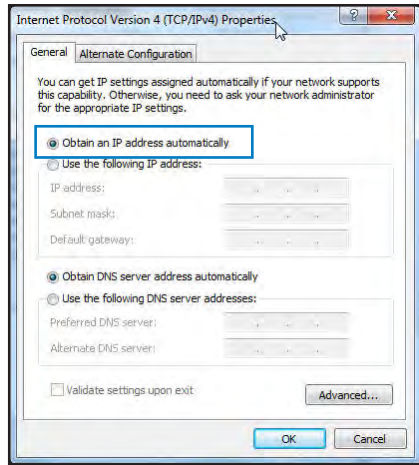 Internet Protocol Version 4 (TCP/IPv4) Properties
General
Alternate Configuration
You can get IP settings assigned automatically if your network supports
this capability. Otherwise, you need to ask your network administrator
for the appropriate IP settings.
Obtain an IP address automatically
Use the following IP address:
IP address:
Subnet mask:
Default gateway:
Obtain DNS server address automatically
Use the following DNS server addresses:
Preferred DNS server:
Alternate DNS server:
Validate settings upon exit
Advanced...
OK
Cancel